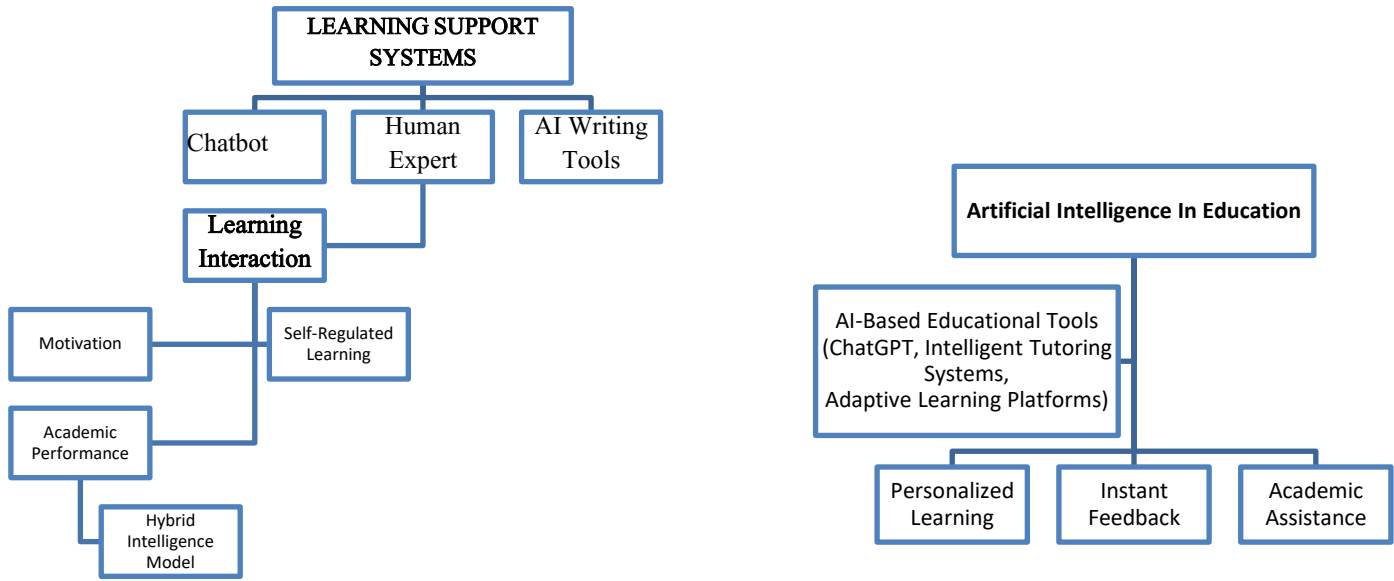 LEARNING SUPPORT
SYSTEMS
Chatbot
Human
Expert
AI Writing
Tools
Learning
Interaction
Motivation
Self-Regulated
Learning
Academic
Performance
Hybrid
Intelligence
Model
Artificial Intelligence In Education
AI-Based Educational Tools
(ChatGPT, Intelligent Tutoring
Systems,
Adaptive Learning Platforms)
Personalized
Learning
Instant
Feedback
Academic
Assistance